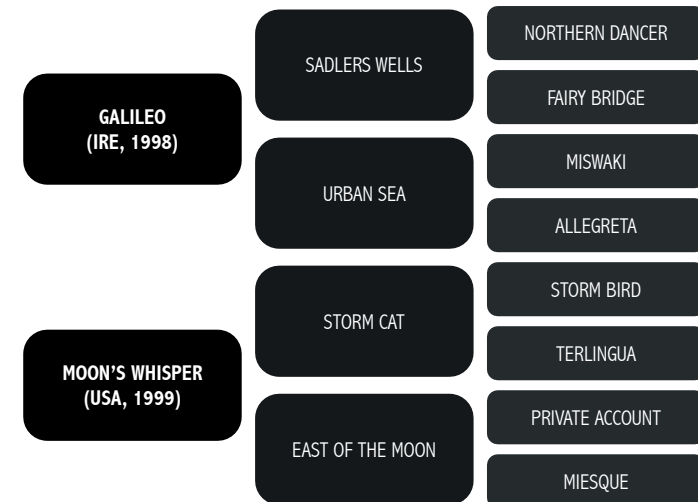 GALILEO
(IRE, 1998)
SADLERS WELLS
NORTHERN DANCER
FAIRY BRIDGE
URBAN SEA
MISWAKI
ALLEGRETA
MOON'S WHISPER
(USA, 1999)
STORM CAT
STORM BIRD
TERLINGUA
EAST OF THE MOON
PRIVATE ACCOUNT
MIESQUE